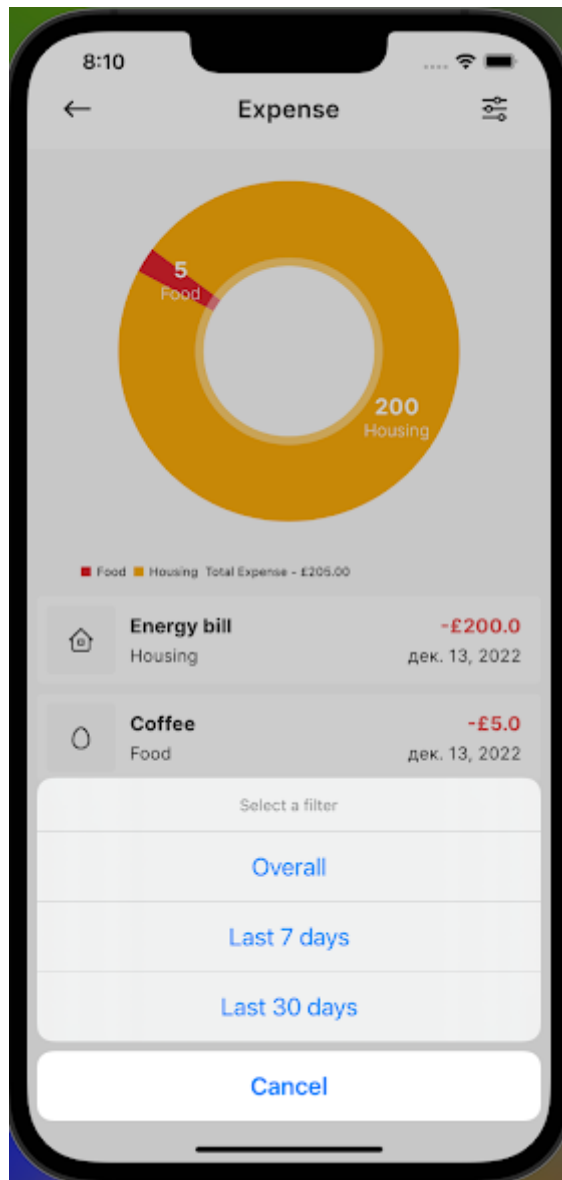 8:10
Expense
5
Food
200
Housing
Food Housing Total Expense - £205.00
Energy bill -£200.0
Housing дек. 13, 2022
Coffee -£5.0
Food дек. 13, 2022
Select a filter
Overall
Last 7 days
Last 30 days
Cancel